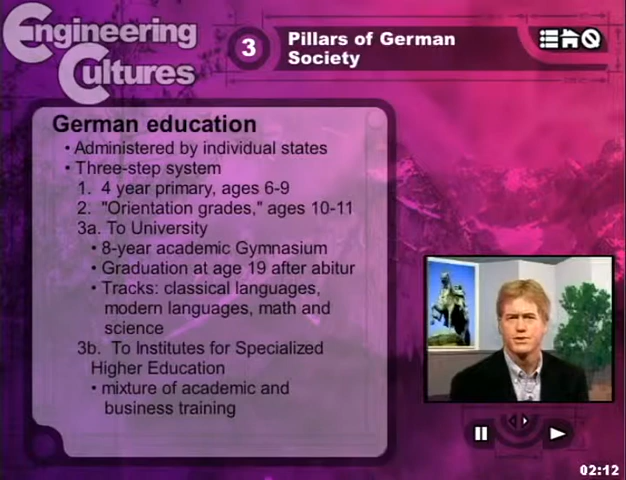 Engineering
Cultures
3
Pillars of German
Society
German education
• Administered by individual states
• Three-step system
1. 4 year primary, ages 6-9
2. "Orientation grades," ages 10-11
3a. To University
• 8-year academic Gymnasium
• Graduation at age 19 after abitur
• Tracks: classical languages,
modern languages, math and
science
3b. To Institutes for Specialized
Higher Education
• mixture of academic and
business training
02:12